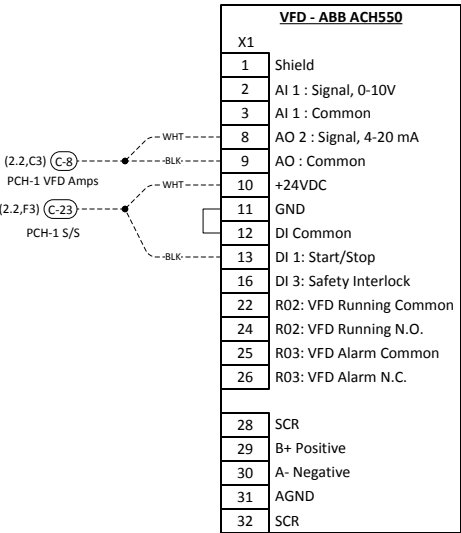 VFD - ABB ACH550
X1
1 Shield
2 AI 1 : Signal, 0-10V
3 AI 1 : Common
WHT 8 AO 2 : Signal, 4-20 mA
(2.2,C3) C-8 BLK 9 AO : Common
PCH-1 VFD Amps
WHT 10 +24VDC
(2.2,F3) C-23 11 GND
PCH-1 S/S 12 DI Common
BLK 13 DI 1: Start/Stop
16 DI 3: Safety Interlock
22 R02: VFD Running Common
24 R02: VFD Running N.O.
25 R03: VFD Alarm Common
26 R03: VFD Alarm N.C.
28 SCR
29 B+ Positive
30 A- Negative
31 AGND
32 SCR